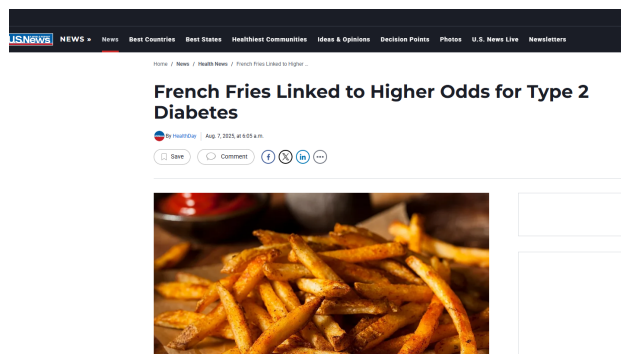 U.S.News
NEWS »
News Best Countries Best States Healthiest Communities Ideas & Opinions Decision Points Photos U.S. News Live Newsletters
Home / News / Health News / French Fries Linked to Higher ...
French Fries Linked to Higher Odds for Type 2
Diabetes
By HealthDay | Aug. 7, 2025, at 6:05 a.m.
Save Comment